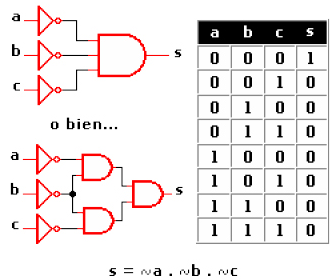 a
b
c
s
o bien...
a
b
c
s
s = ~a . ~b . ~c
a b c s
0 0 0 1
0 0 1 0
0 1 0 0
0 1 1 0
1 0 0 0
1 0 1 0
1 1 0 0
1 1 1 0